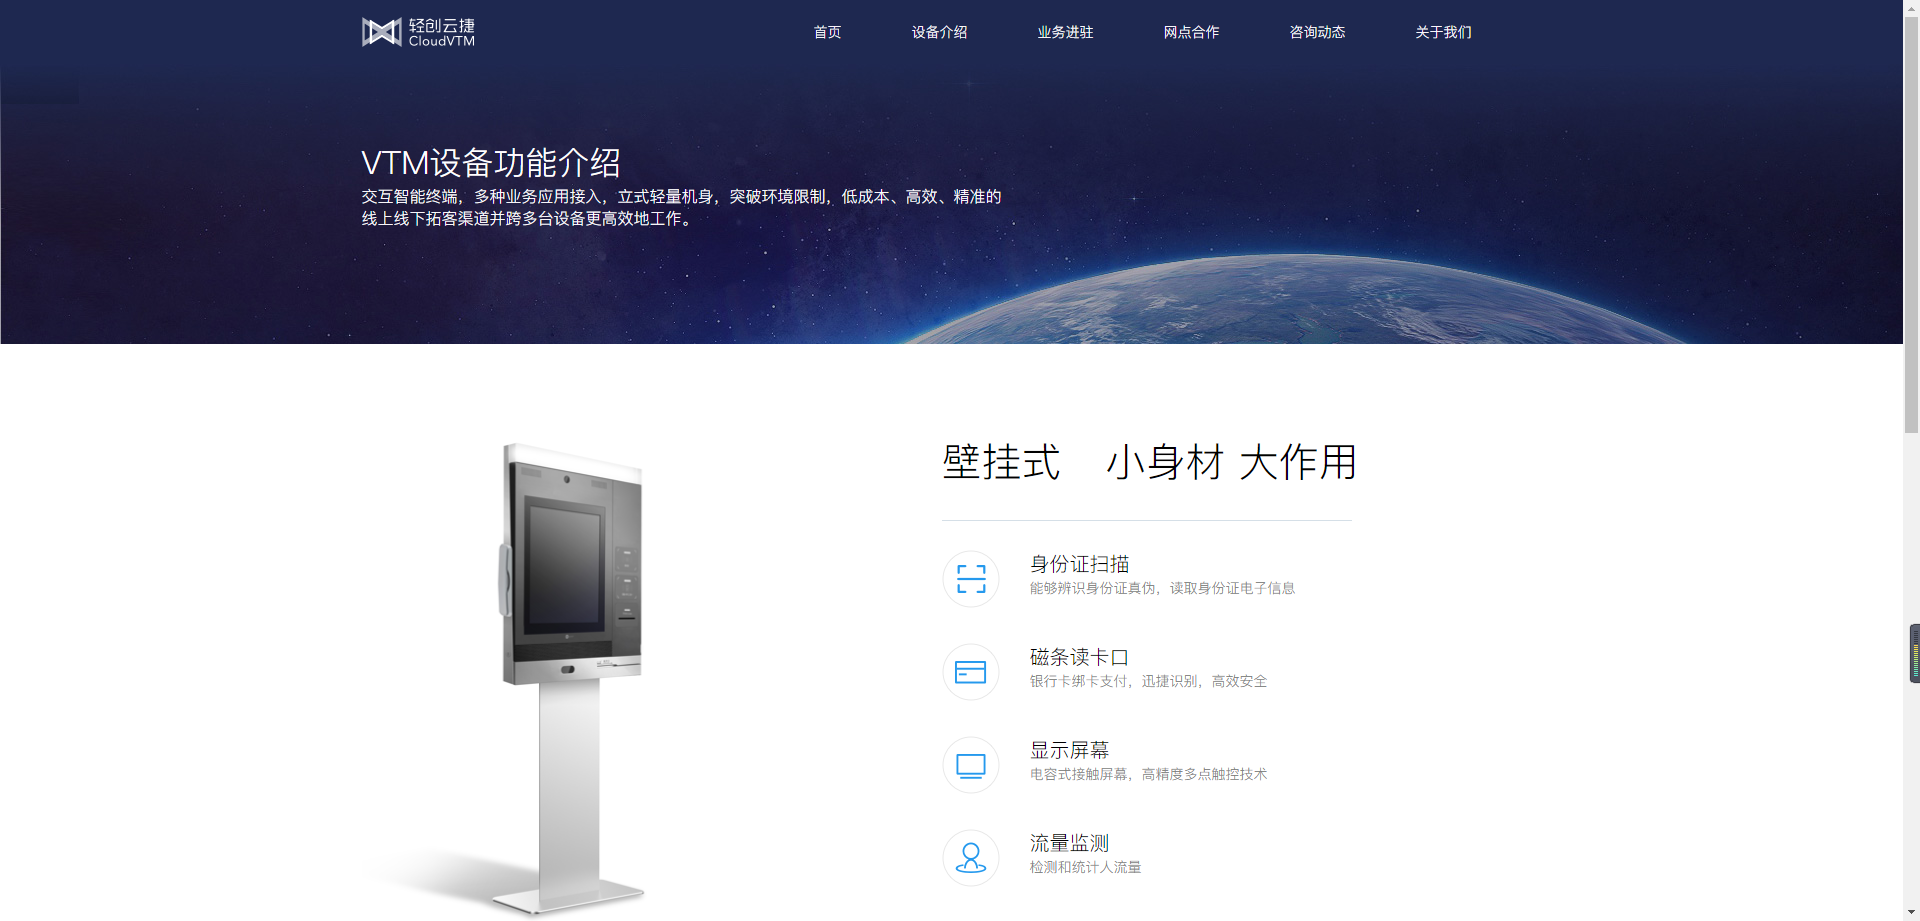 轻创云捷
CloudVTM
首页
设备介绍
业务进驻
网点合作
咨询动态
关于我们
VTM设备功能介绍
交互智能终端，多种业务应用接入，立式轻量机身，突破环境限制，低成本、高效、精准的
线上线下拓客渠道并跨多台设备更高效地工作。
壁挂式 小身材 大作用
身份证扫描
能够辨识身份证真伪，读取身份证电子信息
磁条读卡口
银行卡绑卡支付，迅捷识别，高效安全
显示屏幕
电容式接触屏幕，高精度多点触控技术
流量监测
检测和统计人流量